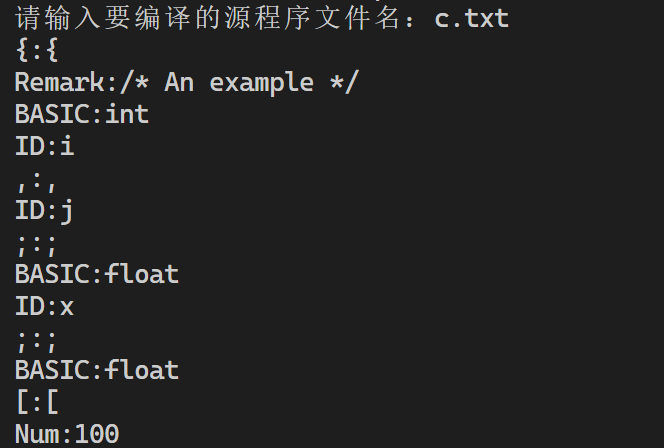 请输入要编译的源程序文件名：c.txt
{:{
Remark:/* An example */
BASIC:int
ID:i
,:,
ID:j
;:;
BASIC:float
ID:x
;:;
BASIC:float
[:[
Num:100